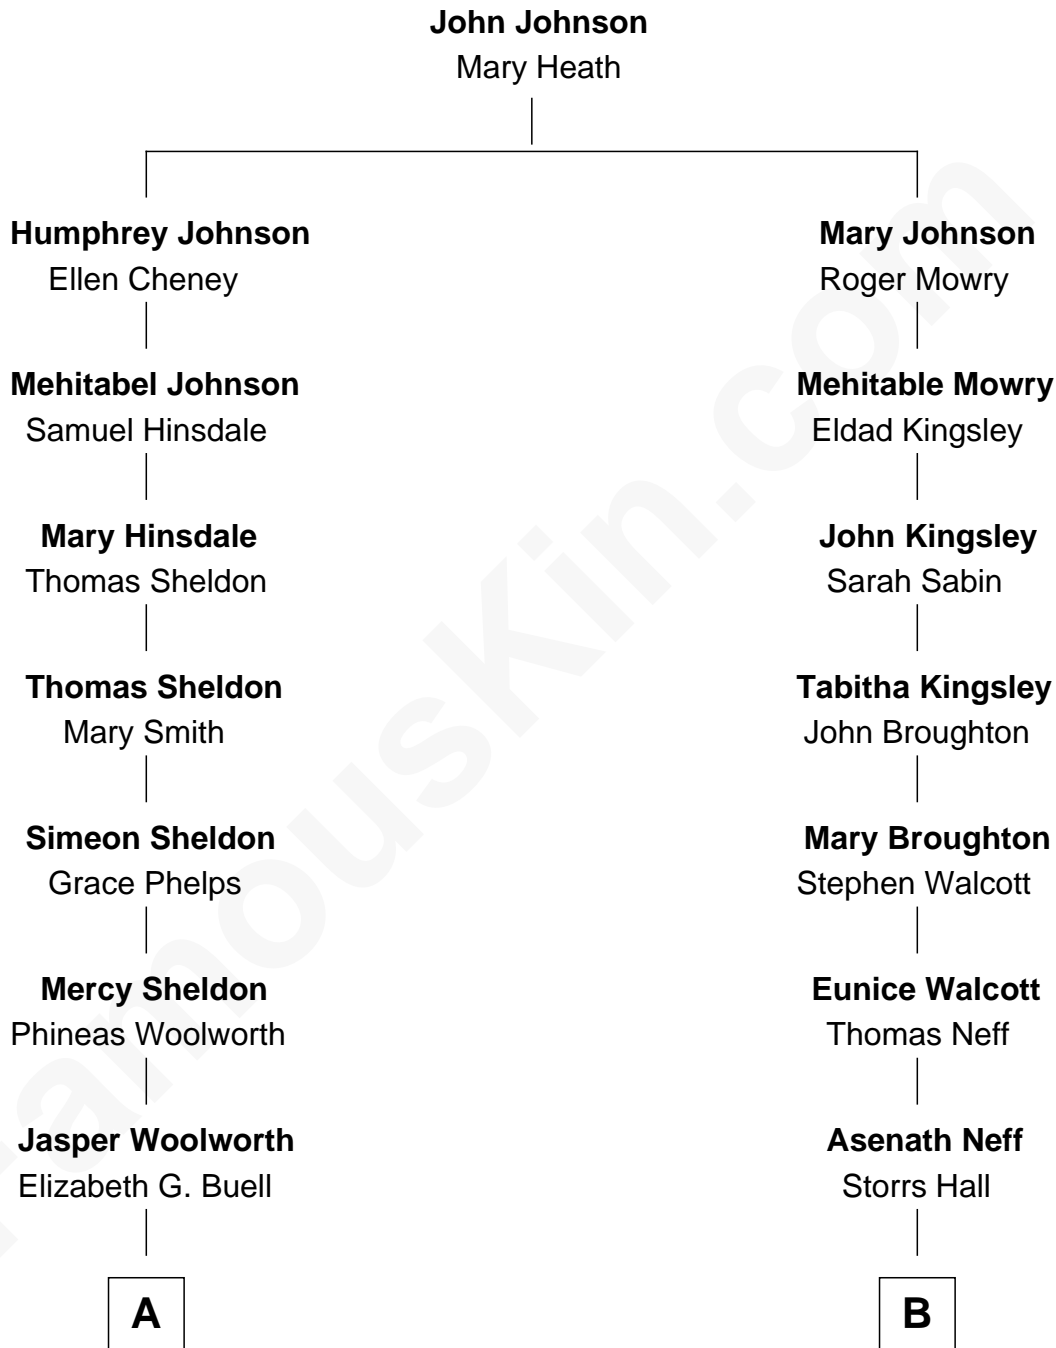 John Johnson
Mary Heath
Humphrey Johnson
Ellen Cheney
Mary Johnson
Roger Mowry
Mehitabel Johnson
Samuel Hinsdale
Mehitable Mowry
Eldad Kingsley
Mary Hinsdale
Thomas Sheldon
John Kingsley
Sarah Sabin
Thomas Sheldon
Mary Smith
Tabitha Kingsley
John Broughton
Simeon Sheldon
Grace Phelps
Mary Broughton
Stephen Walcott
Mercy Sheldon
Phineas Woolworth
Eunice Walcott
Thomas Neff
Jasper Woolworth
Elizabeth G. Buell
Asenath Neff
Storrs Hall
A
B
FamousKin.com